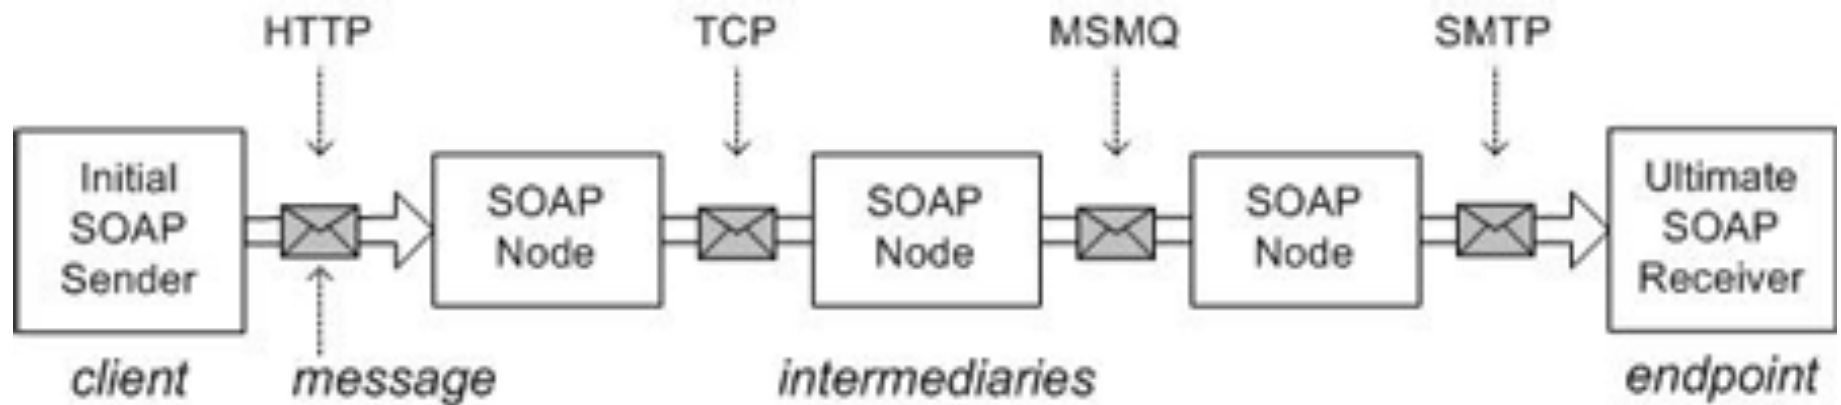 HTTP
TCP
MSMQ
SMTP
Initial
SOAP
Sender
SOAP
Node
SOAP
Node
SOAP
Node
Ultimate
SOAP
Receiver
client
message
intermediaries
endpoint